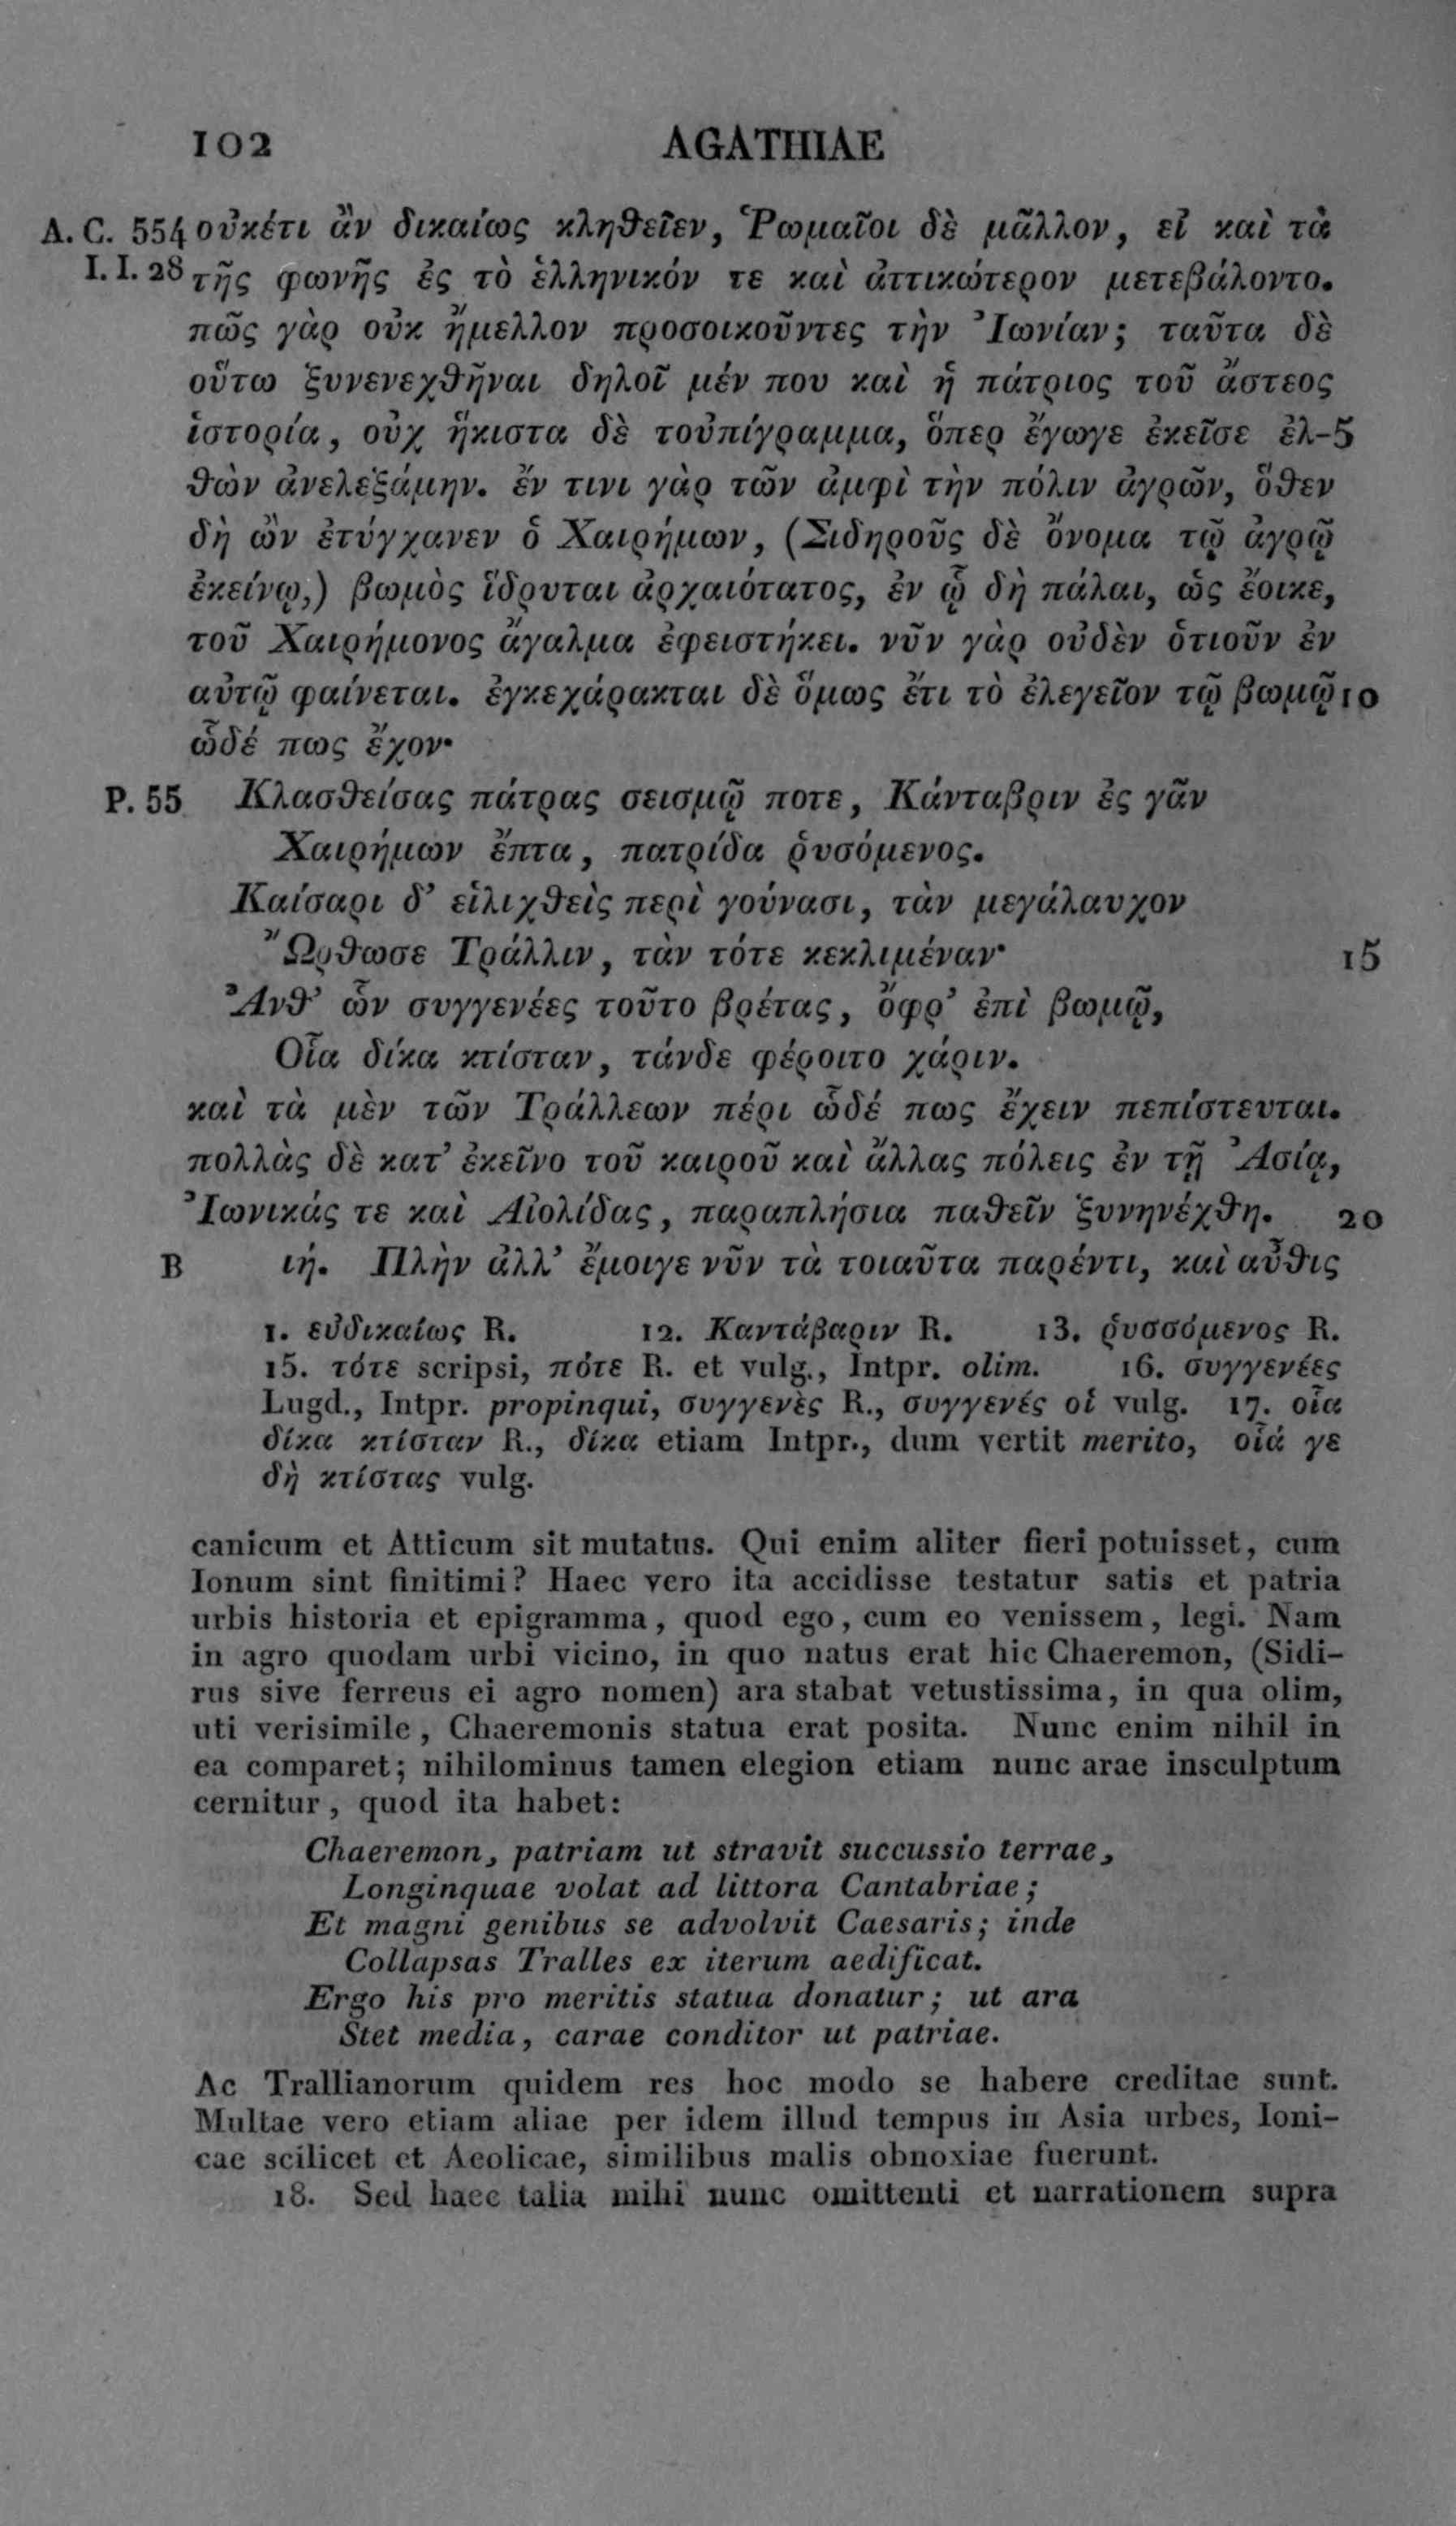 102 AGATHIAE
A. C. 554 οὐκέτι ἂν δικαίως κληθεῖεν, Ῥωμαῖοι δὲ μᾶλλον, εἰ καὶ τὰ
I. I. 28 τῆς φωνῆς ἐς τὸ ἑλληνικόν τε καὶ ἀττικώτερον μετεβάλοντο.
πῶς γὰρ οὐκ ἤμελλον προσοικοῦντες τὴν Ἰωνίαν; ταῦτα δὲ
οὕτω ξυνενεχθῆναι δηλοῖ μέν που καὶ ἡ πάτριος τοῦ ἄστεος
ἱστορία, οὐχ ἥκιστα δὲ τοὐπίγραμμα, ὅπερ ἔγωγε ἐκεῖσε ἐλ-5
θὼν ἀνελεξάμην. ἔν τινι γὰρ τῶν ἀμφὶ τὴν πόλιν ἀγρῶν, ὅθεν
δὴ ὢν ἐτύγχανεν ὁ Χαιρήμων, (Σιδηροῦς δὲ ὄνομα τῷ ἀγρῷ
ἐκείνῳ,) βωμὸς ἵδρυται ἀρχαιότατος, ἐν ᾧ δὴ πάλαι, ὡς ἔοικε,
τοῦ Χαιρήμονος ἄγαλμα ἐφειστήκει. νῦν γὰρ οὐδὲν ὁτιοῦν ἐν
αὐτῷ φαίνεται. ἐγκεχάρακται δὲ ὅμως ἔτι τὸ ἐλεγεῖον τῷ βωμῷ 10
ὧδέ πως ἔχον·
P. 55 Κλασθείσας πάτρας σεισμῷ ποτε, Κάνταβριν ἐς γᾶν
Χαιρήμων ἔπτα, πατρίδα ῥυσόμενος.
Καίσαρι δ’ εἱλιχθεὶς περὶ γούνασι, τὰν μεγάλαυχον
Ὤρθωσε Τράλλιν, τὰν τότε κεκλιμέναν· 15
Ἀνθ’ ὧν συγγενέες τοῦτο βρέτας, ὄφρ’ ἐπὶ βωμῷ,
Οἷα δίκα κτίσταν, τάνδε φέροιτο χάριν.
καὶ τὰ μὲν τῶν Τράλλεων πέρι ὧδέ πως ἔχειν πεπίστευται.
πολλὰς δὲ κατ’ ἐκεῖνο τοῦ καιροῦ καὶ ἄλλας πόλεις ἐν τῇ Ἀσίᾳ,
Ἰωνικάς τε καὶ Αἰολίδας, παραπλήσια παθεῖν ξυνηνέχθη. 20
B ιή. Πλὴν ἀλλ’ ἔμοιγε νῦν τὰ τοιαῦτα παρέντι, καὶ αὖθις
1. εὐδικαίως R. 12. Καντάβαριν R. 13. ῥυσσόμενος R.
15. τότε scripsi, πότε R. et vulg., Intpr. olim. 16. συγγενέες
Lugd., Intpr. propinqui, συγγενὲς R., συγγενές οἱ vulg. 17. οἷα
δίκα κτίσταν R., δίκα etiam Intpr., dum vertit merito, οἷά γε
δὴ κτίστας vulg.
canicum et Atticum sit mutatus. Qui enim aliter fieri potuisset, cum
Ionum sint finitimi? Haec vero ita accidisse testatur satis et patria
urbis historia et epigramma, quod ego, cum eo venissem, legi. Nam
in agro quodam urbi vicino, in quo natus erat hic Chaeremon, (Sidi-
rus sive ferreus ei agro nomen) ara stabat vetustissima, in qua olim,
uti verisimile, Chaeremonis statua erat posita. Nunc enim nihil in
ea comparet; nihilominus tamen elegion etiam nunc arae insculptum
cernitur, quod ita habet:
Chaeremon, patriam ut stravit succussio terrae,
Longinquae volat ad littora Cantabriae;
Et magni genibus se advolvit Caesaris; inde
Collapsas Tralles ex iterum aedificat.
Ergo his pro meritis statua donatur; ut ara
Stet media, carae conditor ut patriae.
Ac Trallianorum quidem res hoc modo se habere creditae sunt.
Multae vero etiam aliae per idem illud tempus in Asia urbes, Ioni-
cae scilicet et Aeolicae, similibus malis obnoxiae fuerunt.
18. Sed haec talia mihi nunc omittenti et narrationem supra